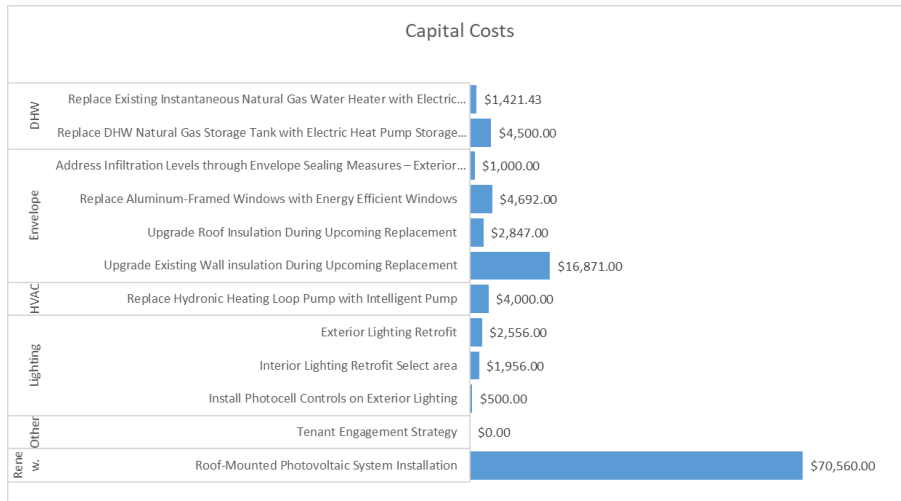 Capital Costs
DHW
Replace Existing Instantaneous Natural Gas Water Heater with Electric... $1,421.43
Replace DHW Natural Gas Storage Tank with Electric Heat Pump Storage... $4,500.00
Envelope
Address Infiltration Levels through Envelope Sealing Measures – Exterior... $1,000.00
Replace Aluminum-Framed Windows with Energy Efficient Windows $4,692.00
Upgrade Roof Insulation During Upcoming Replacement $2,847.00
Upgrade Existing Wall insulation During Upcoming Replacement $16,871.00
HVAC
Replace Hydronic Heating Loop Pump with Intelligent Pump $4,000.00
Lighting
Exterior Lighting Retrofit $2,556.00
Interior Lighting Retrofit Select area $1,956.00
Install Photocell Controls on Exterior Lighting $500.00
Other
Tenant Engagement Strategy $0.00
Rene
w.
Roof-Mounted Photovoltaic System Installation $70,560.00